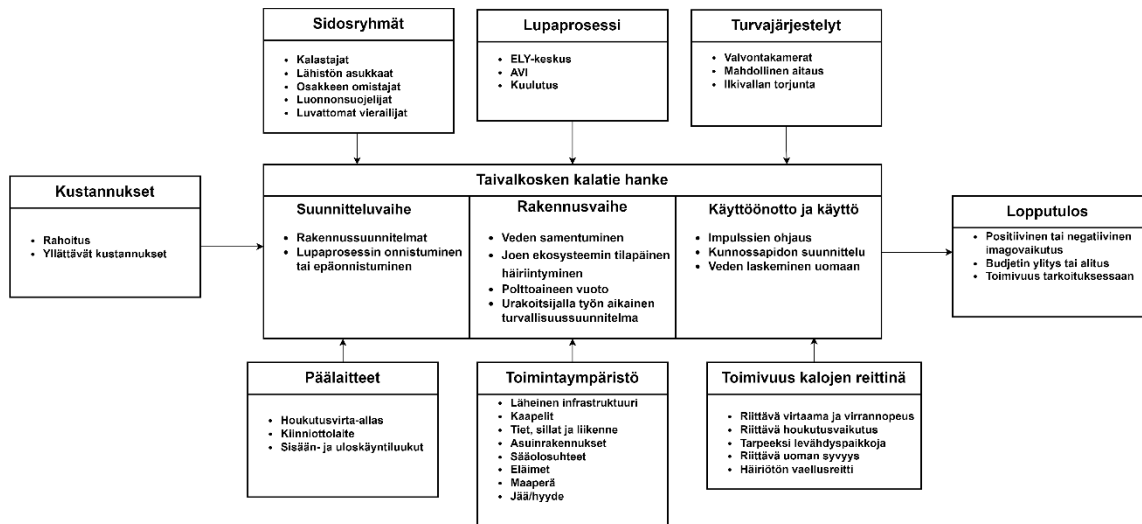 Sidosryhmät
• Kalastajat
• Lähistön asukkaat
• Osakkeen omistajat
• Luonnonsuojelijat
• Luvattomat vierailijat
Lupaprosessi
• ELY-keskus
• AVI
• Kuulutus
Turvajärjestelyt
• Valvontakamerat
• Mahdollinen aitaus
• Ilkivallan torjunta
Kustannukset
• Rahoitus
• Yllättävät kustannukset
Taivalkosken kalatie hanke
Suunnitteluvaihe
• Rakennussuunnitelmat
• Lupaprosessin onnistuminen
tai epäonnistuminen
Rakennusvaihe
• Veden samentuminen
• Joen ekosysteemin tilapäinen
häiriintyminen
• Polttoaineen vuoto
• Urakoitsijalla työn aikainen
turvallisuussuunnitelma
Käyttöönotto ja käyttö
• Impulssien ohjaus
• Kunnossapidon suunnittelu
• Veden laskeminen uomaan
Lopputulos
• Positiivinen tai negatiivinen
imagovaikutus
• Budjetin ylitys tai alitus
• Toimivuus tarkoituksessaan
Päälaitteet
• Houkutusvirta-allas
• Kiinniottolaite
• Sisään- ja uloskäyntiluukut
Toimintaympäristö
• Läheinen infrastruktuuri
• Kaapelit
• Tiet, sillat ja liikenne
• Asuinrakennukset
• Sääolosuhteet
• Eläimet
• Maaperä
• Jää/hyyde
Toimivuus kalojen reittinä
• Riittävä virtaama ja virrannopeus
• Riittävä houkutusvaikutus
• Tarpeeksi levähdyspaikkoja
• Riittävä uoman syvyys
• Häiriötön vaellusreitti